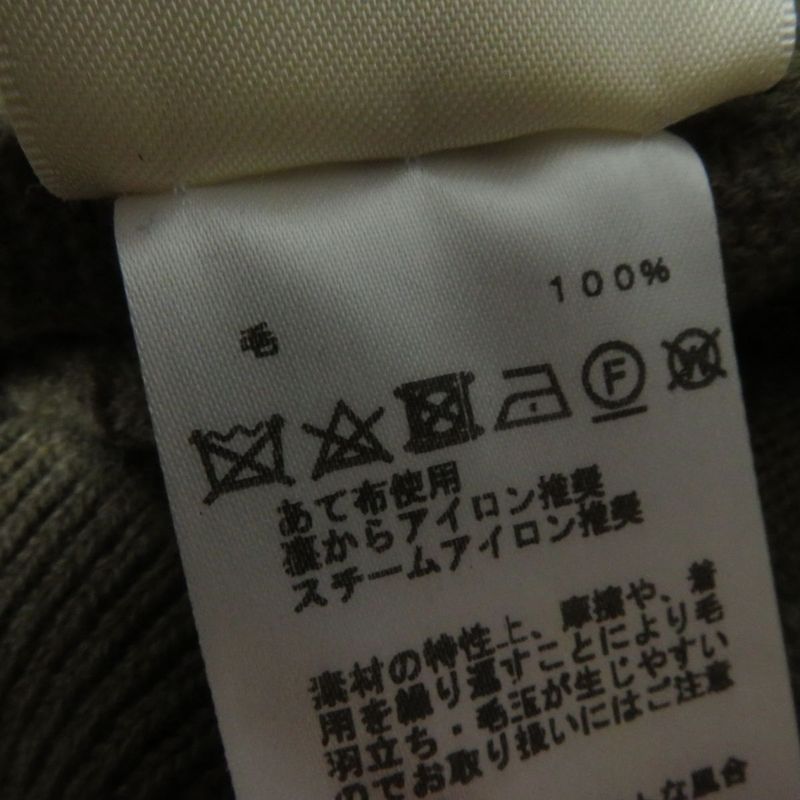 毛 100%
F W
あて布使用
裏からアイロン推奨
スチームアイロン推奨
素材の特性上、摩擦や、着
用を繰り返すことにより毛
羽立ち・毛玉が生じやすい
のでお取り扱いにはご注意
な風合